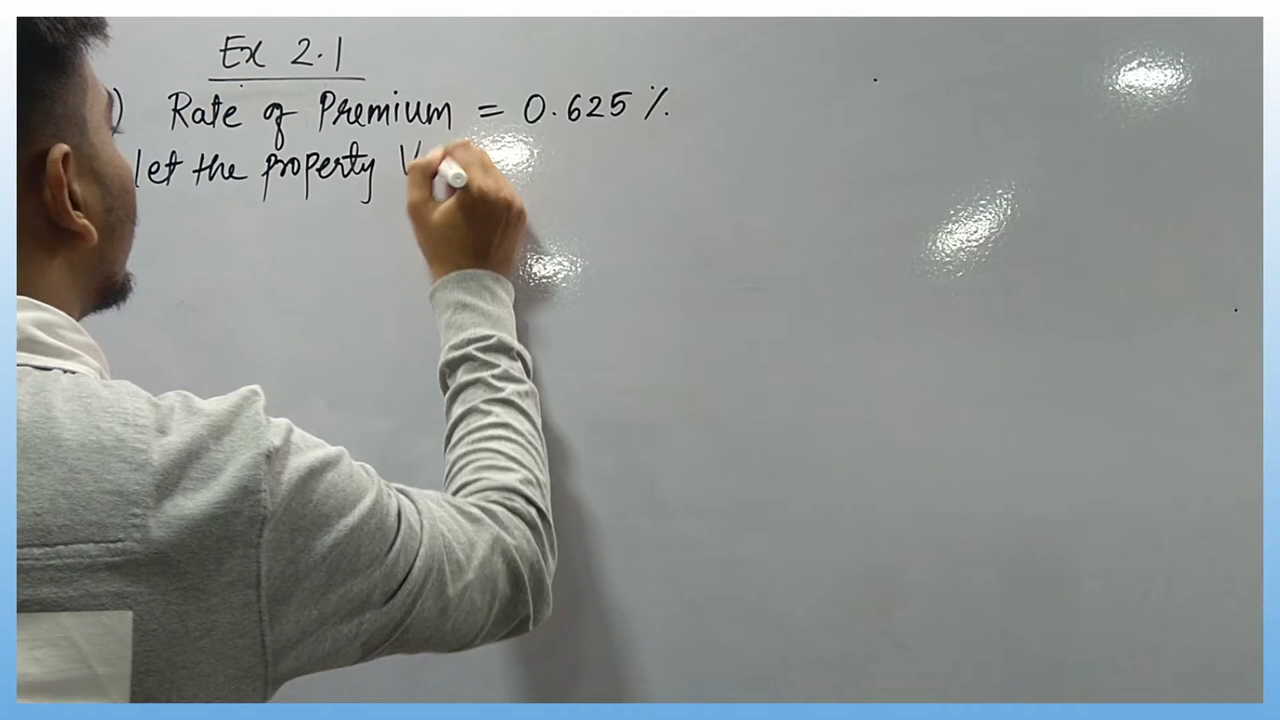 Ex 2.1
) Rate of Premium = 0.625 %
let the property V